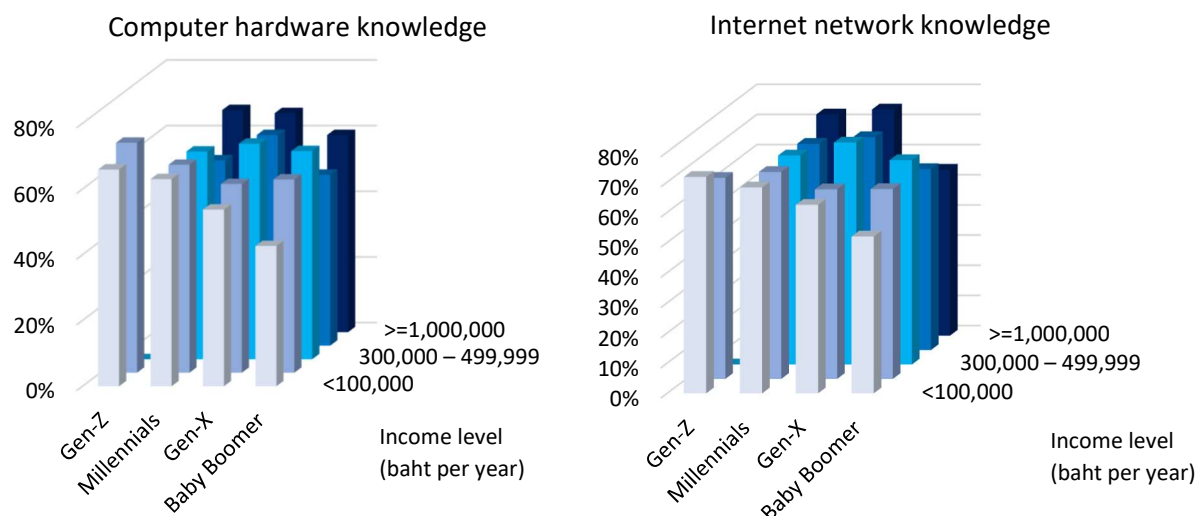 Computer hardware knowledge
80%
60%
40%
20%
0%
>=1,000,000
300,000 – 499,999
<100,000
Gen-Z
Millennials
Gen-X
Baby Boomer
Income level
(baht per year)
Internet network knowledge
80%
70%
60%
50%
40%
30%
20%
10%
0%
>=1,000,000
300,000 – 499,999
<100,000
Gen-Z
Millennials
Gen-X
Baby Boomer
Income level
(baht per year)